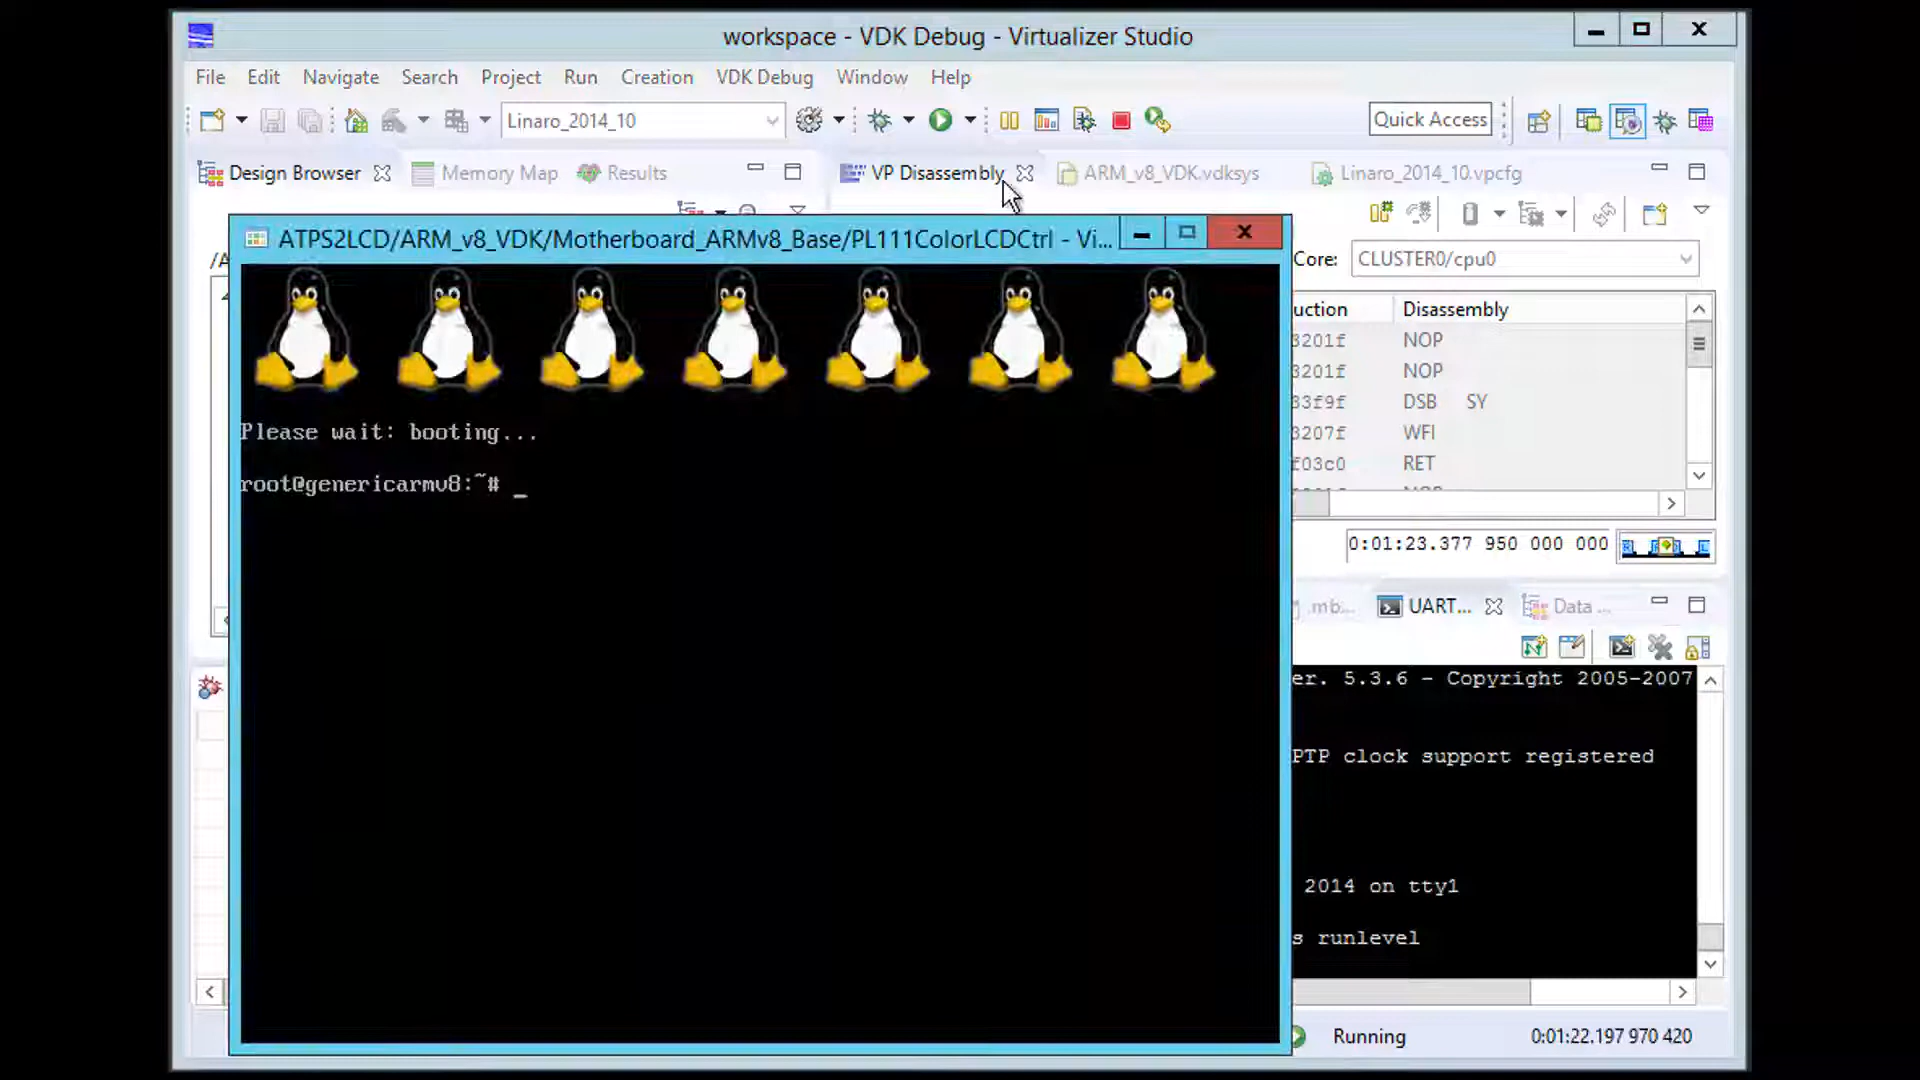 workspace - VDK Debug - Virtualizer Studio
File Edit Navigate Search Project Run Creation VDK Debug Window Help
Linaro_2014_10
Quick Access
Design Browser Memory Map Results
VP Disassembly ARM_v8_VDK.vdksys Linaro_2014_10.vpcfg
/A
ATPS2LCD/ARM_v8_VDK/Motherboard_ARMv8_Base/PL111ColorLCDCtrl - Vi...
Please wait: booting...
root@genericarmv8:~# _
Core: CLUSTER0/cpu0
uction Disassembly
3201f NOP
3201f NOP
33f9f DSB SY
3207f WFI
f03c0 RET
0:01:23.377 950 000 000
.mb... UART... Data ...
er. 5.3.6 - Copyright 2005-2007
PTP clock support registered
2014 on tty1
s runlevel
Running 0:01:22.197 970 420